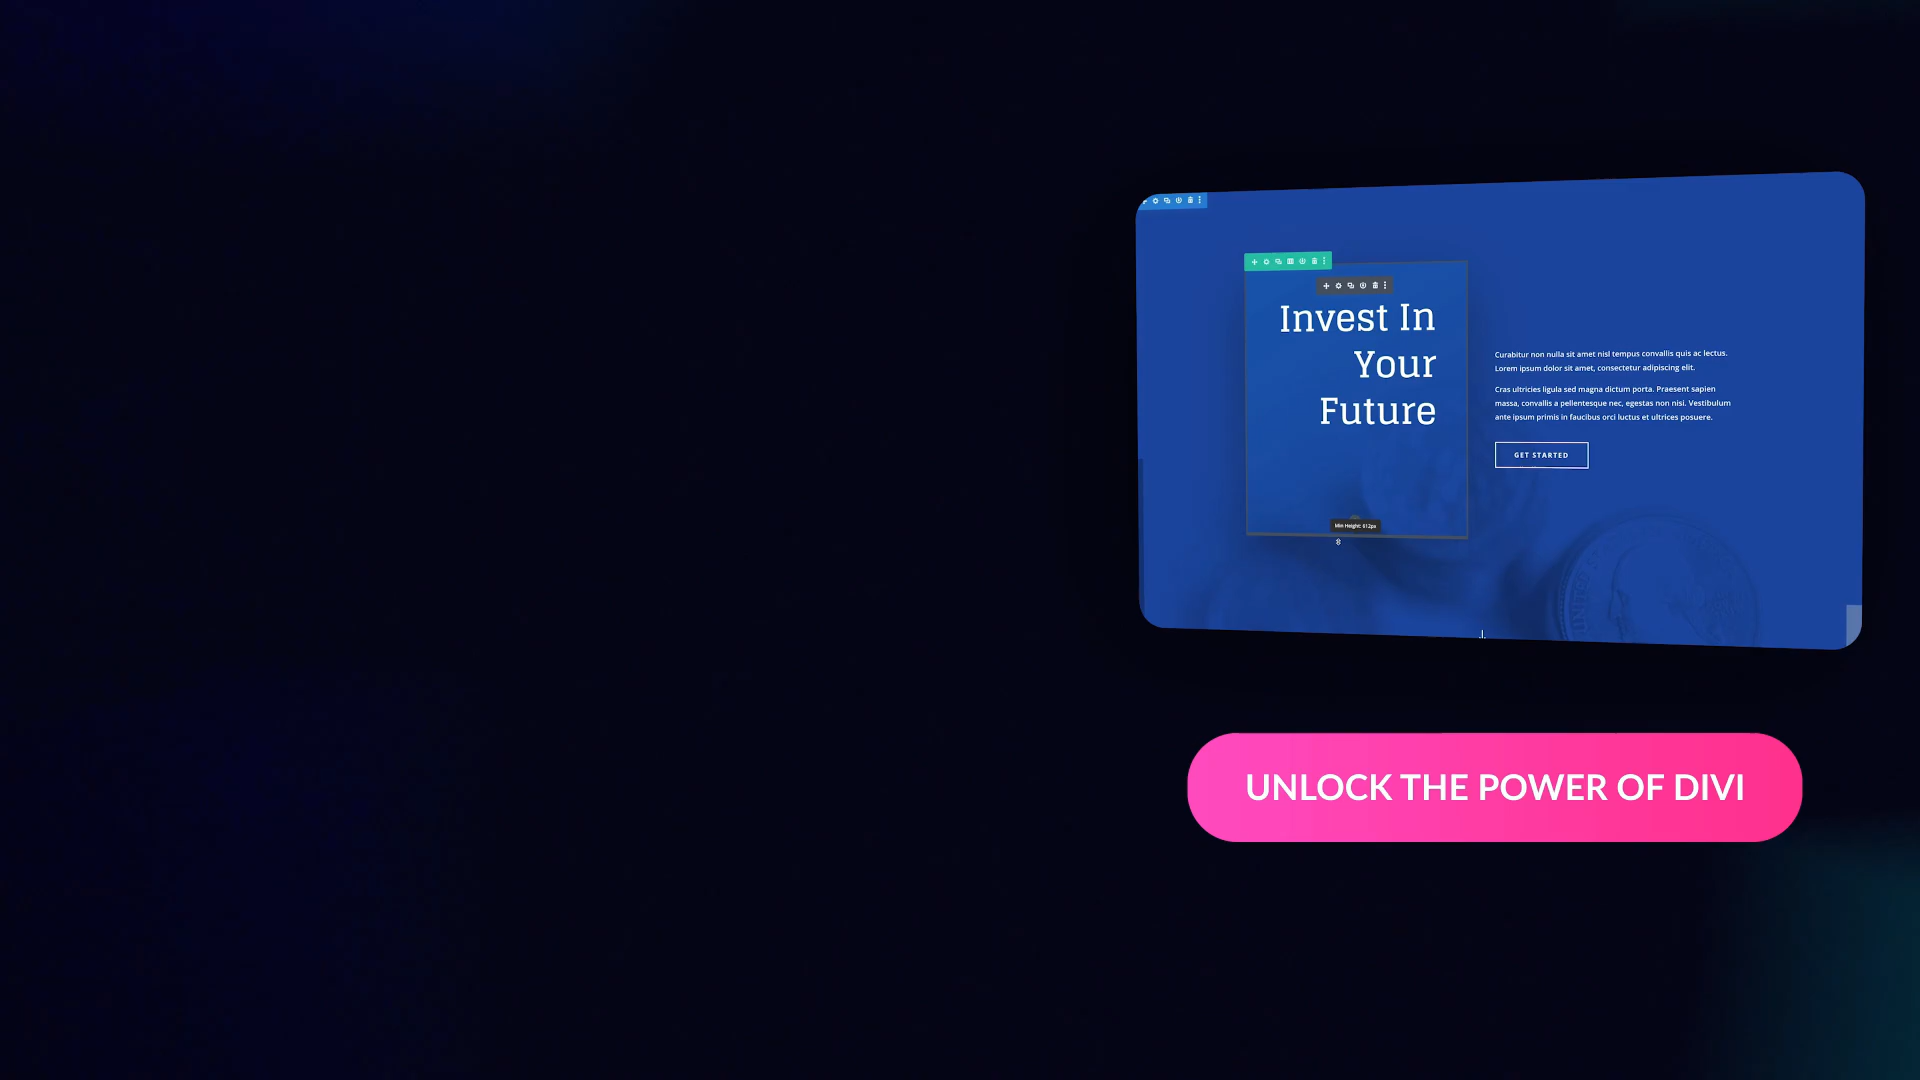 Invest In
Your
Future
Curabitur non nulla sit amet nisl tempus convallis quis ac lectus.
Lorem ipsum dolor sit amet, consectetur adipiscing elit.
Cras ultricies ligula sed magna dictum porta. Praesent sapien
massa, convallis a pellentesque nec, egestas non nisi. Vestibulum
ante ipsum primis in faucibus orci luctus et ultrices posuere.
GET STARTED
Min Height: 612px
UNLOCK THE POWER OF DIVI